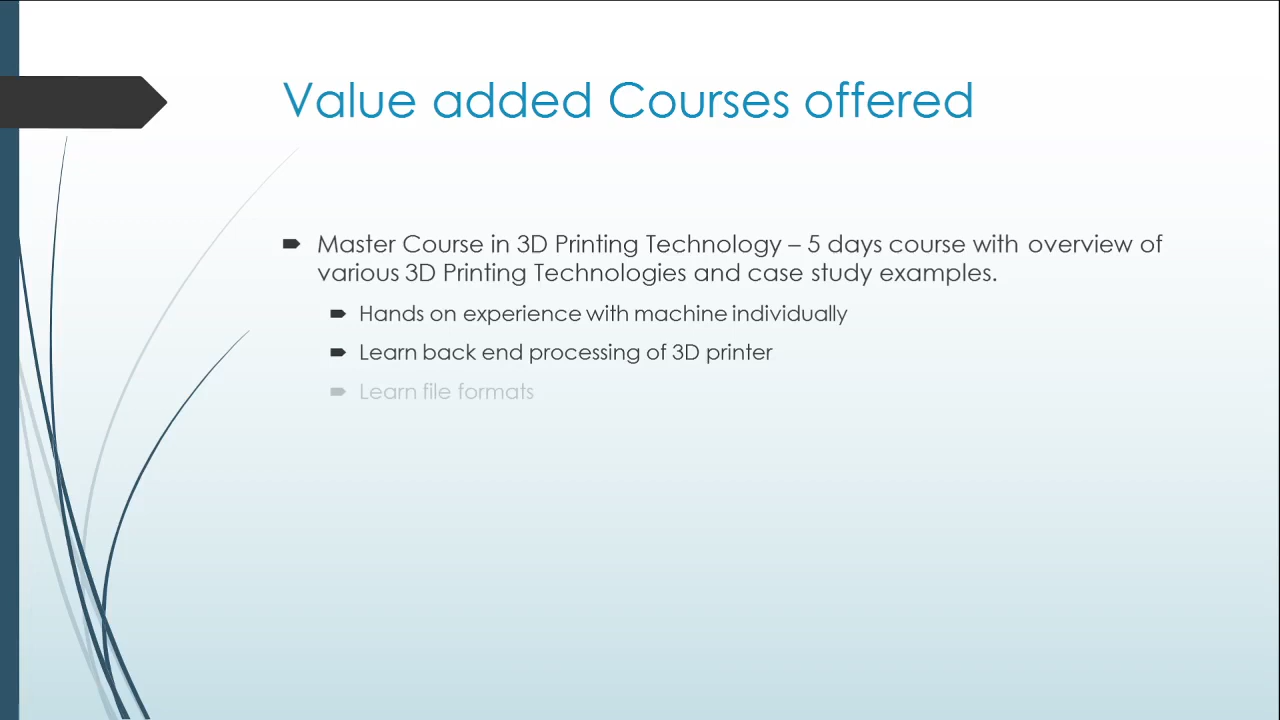 Value added Courses offered
Master Course in 3D Printing Technology – 5 days course with overview of
various 3D Printing Technologies and case study examples.
Hands on experience with machine individually
Learn back end processing of 3D printer
Learn file formats